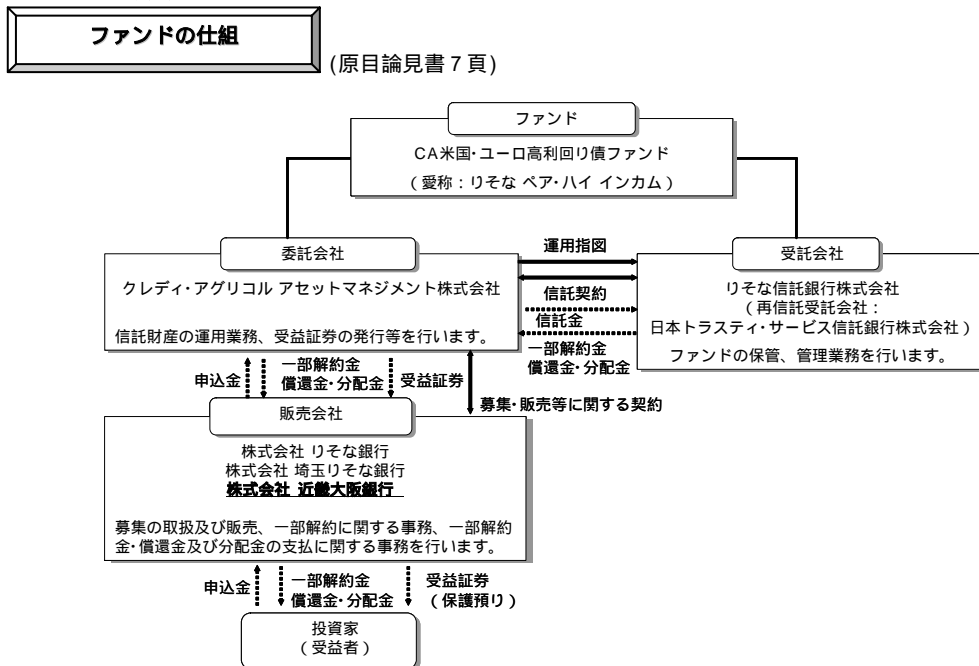 ファンドの仕組
(原目論見書7頁)
ファンド
CA米国・ユーロ高利回り債ファンド
(愛称:りそな ペア・ハイ インカム)
委託会社
クレディ・アグリコル アセットマネジメント株式会社
信託財産の運用業務、受益証券の発行等を行います。
運用指図
信託契約
信託金
一部解約金
償還金・分配金
受託会社
りそな信託銀行株式会社
(再信託受託会社:
日本トラスティ・サービス信託銀行株式会社)
ファンドの保管、管理業務を行います。
申込金
一部解約金
償還金・分配金
受益証券
募集・販売等に関する契約
販売会社
株式会社 りそな銀行
株式会社 埼玉りそな銀行
株式会社 近畿大阪銀行
募集の取扱及び販売、一部解約に関する事務、一部解約
金・償還金及び分配金の支払に関する事務を行います。
申込金
一部解約金
償還金・分配金
受益証券
(保護預り)
投資家
(受益者)